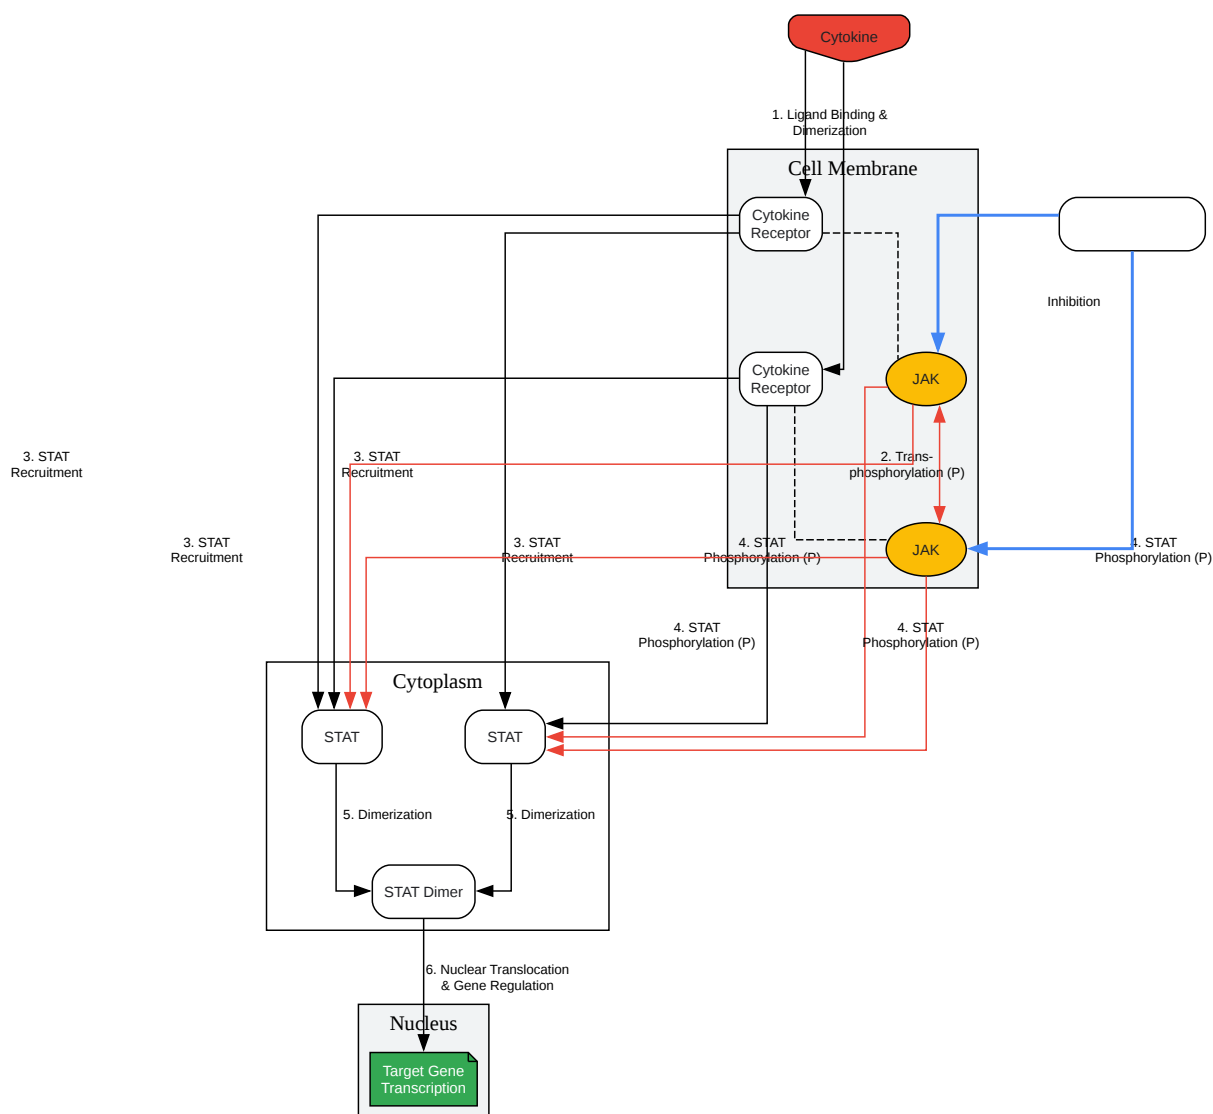 Cytokine
1. Ligand Binding &
Dimerization
Cell Membrane
Cytokine
Receptor
Inhibition
Cytokine
Receptor
JAK
3. STAT
Recruitment
3. STAT
Recruitment
2. Trans-
phosphorylation (P)
3. STAT
Recruitment
3. STAT
Recruitment
4. STAT
Phosphorylation (P)
JAK
4. STAT
Phosphorylation (P)
4. STAT
Phosphorylation (P)
4. STAT
Phosphorylation (P)
Cytoplasm
STAT
STAT
5. Dimerization
5. Dimerization
STAT Dimer
6. Nuclear Translocation
& Gene Regulation
Nucleus
Target Gene
Transcription